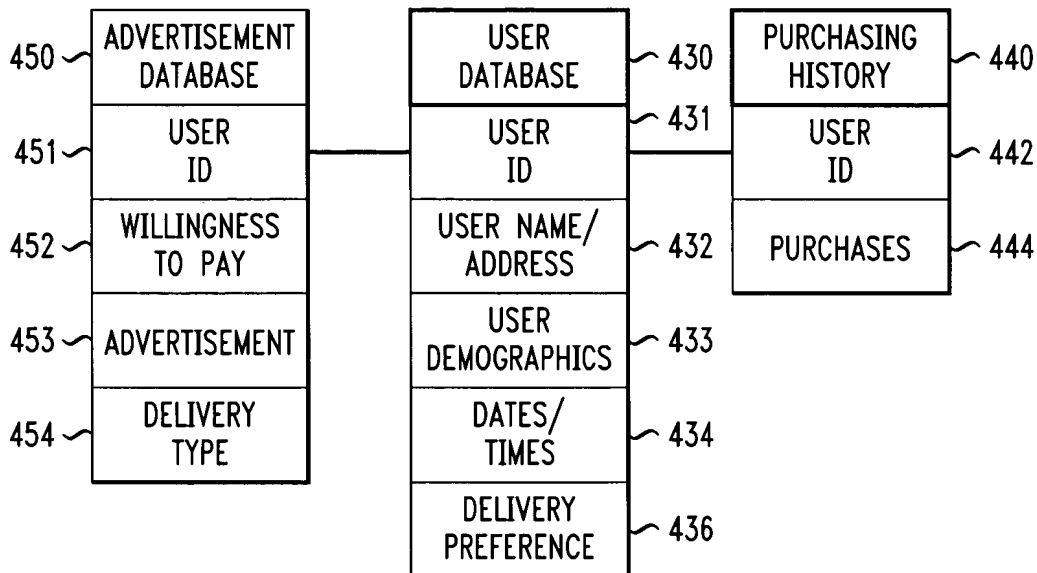 450
ADVERTISEMENT
DATABASE
451
USER
ID
452
WILLINGNESS
TO PAY
453
ADVERTISEMENT
454
DELIVERY
TYPE
USER
DATABASE
430
USER
ID
431
USER NAME/
ADDRESS
432
USER
DEMOGRAPHICS
433
DATES/
TIMES
434
DELIVERY
PREFERENCE
436
PURCHASING
HISTORY
440
USER
ID
442
PURCHASES
444